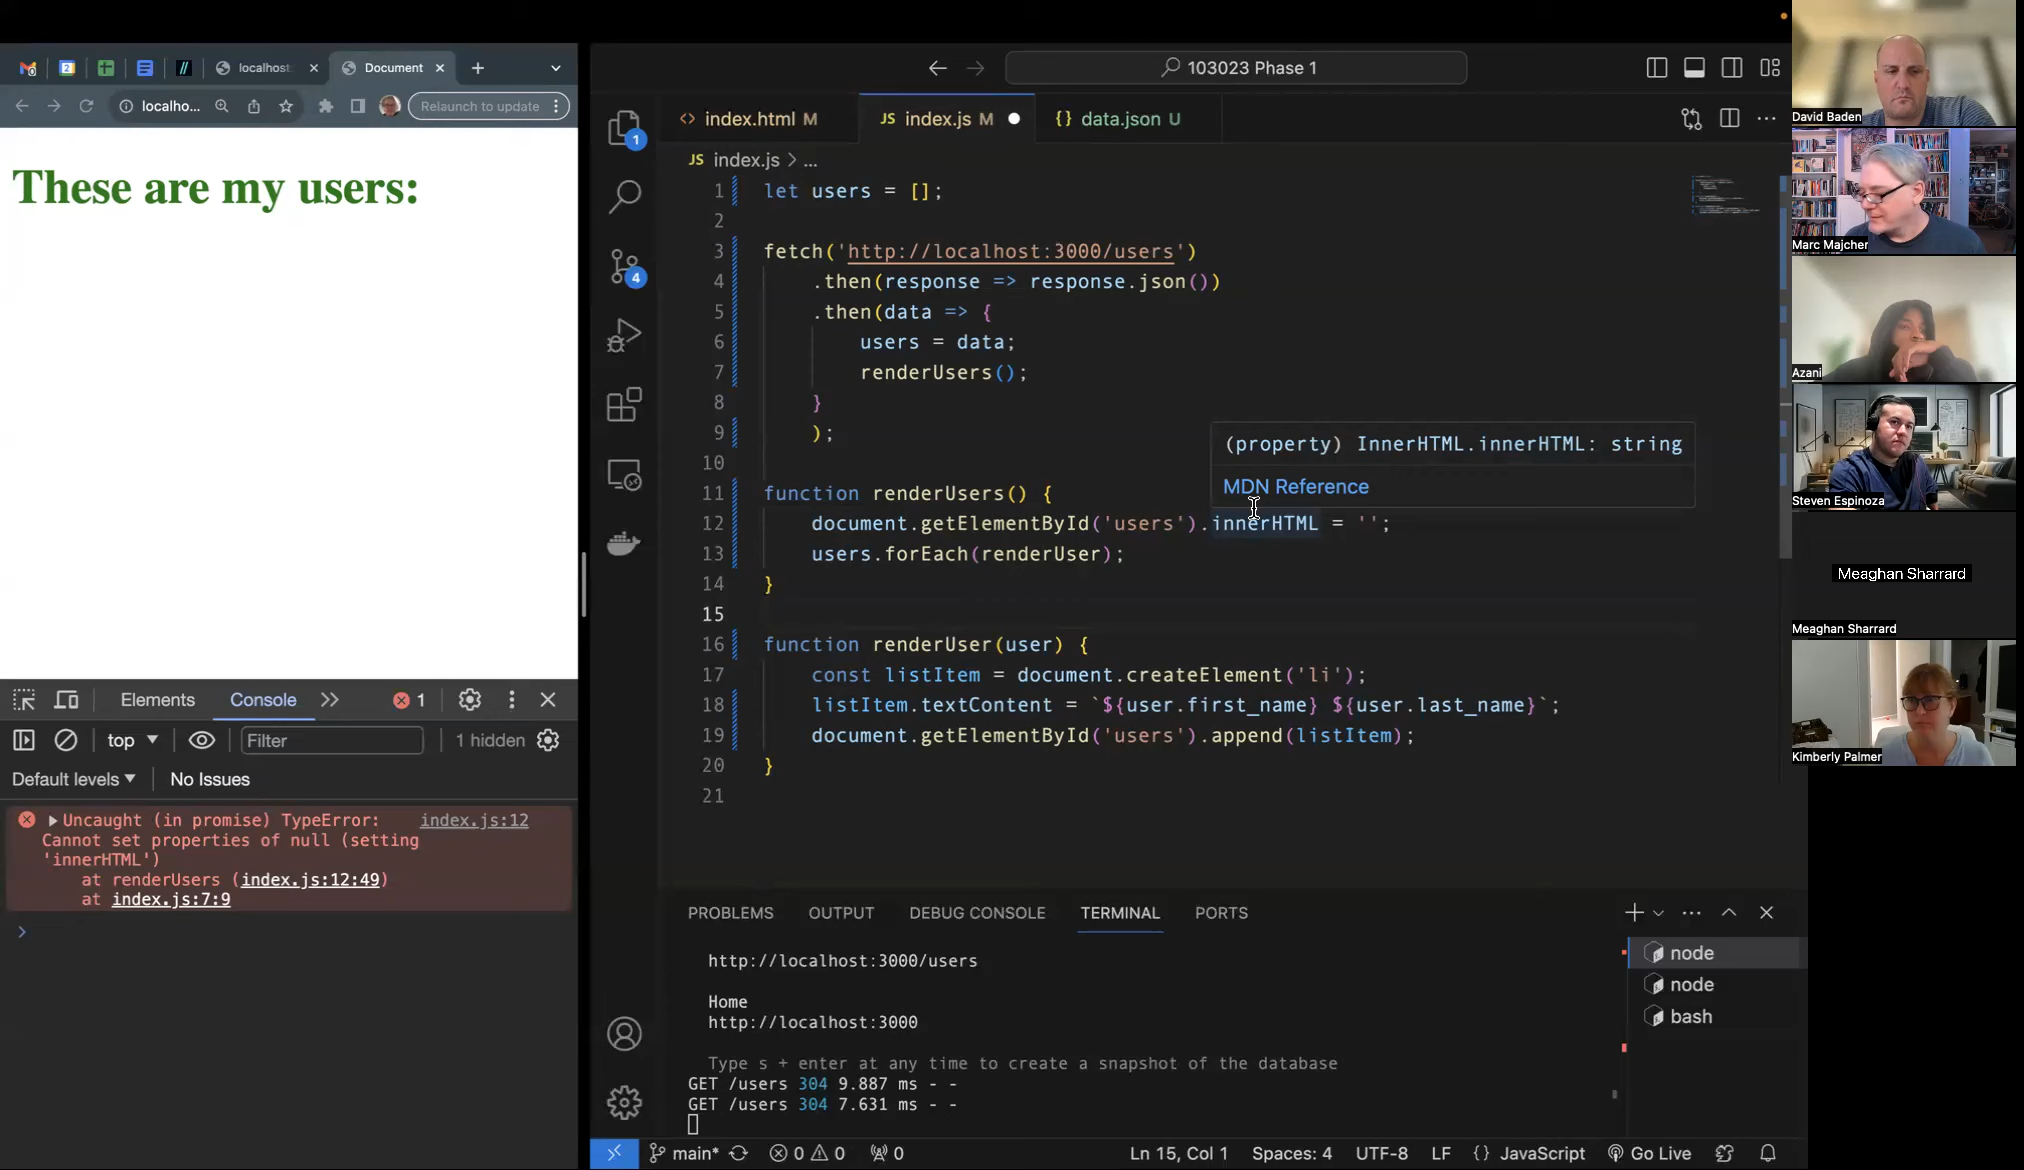 localhost:
Document
localho...
Relaunch to update
These are my users:
Elements
Console
1
top
Filter
1 hidden
Default levels
No Issues
Uncaught (in promise) TypeError: index.js:12
Cannot set properties of null (setting
'innerHTML')
at renderUsers (index.js:12:49)
at index.js:7:9
103023 Phase 1
index.html M
JS index.js M
{} data.json U
JS index.js > ...
1
4
1 let users = [];
2
3 fetch('http://localhost:3000/users')
4 .then(response => response.json())
5 .then(data => {
6 users = data;
7 renderUsers();
8 }
9 );
10
11 function renderUsers() {
12 document.getElementById('users').innerHTML = '';
13 users.forEach(renderUser);
14 }
15
16 function renderUser(user) {
17 const listItem = document.createElement('li');
18 listItem.textContent = `${user.first_name} ${user.last_name}`;
19 document.getElementById('users').append(listItem);
20 }
21
(property) InnerHTML.innerHTML: string
MDN Reference
PROBLEMS
OUTPUT
DEBUG CONSOLE
TERMINAL
PORTS
http://localhost:3000/users
Home
http://localhost:3000
Type s + enter at any time to create a snapshot of the database
GET /users 304 9.887 ms - -
GET /users 304 7.631 ms - -
node
node
bash
main*
0
0
0
Ln 15, Col 1
Spaces: 4
UTF-8
LF
{} JavaScript
Go Live
David Baden
Marc Majcher
Azani
Steven Espinoza
Meaghan Sharrard
Meaghan Sharrard
Kimberly Palmer